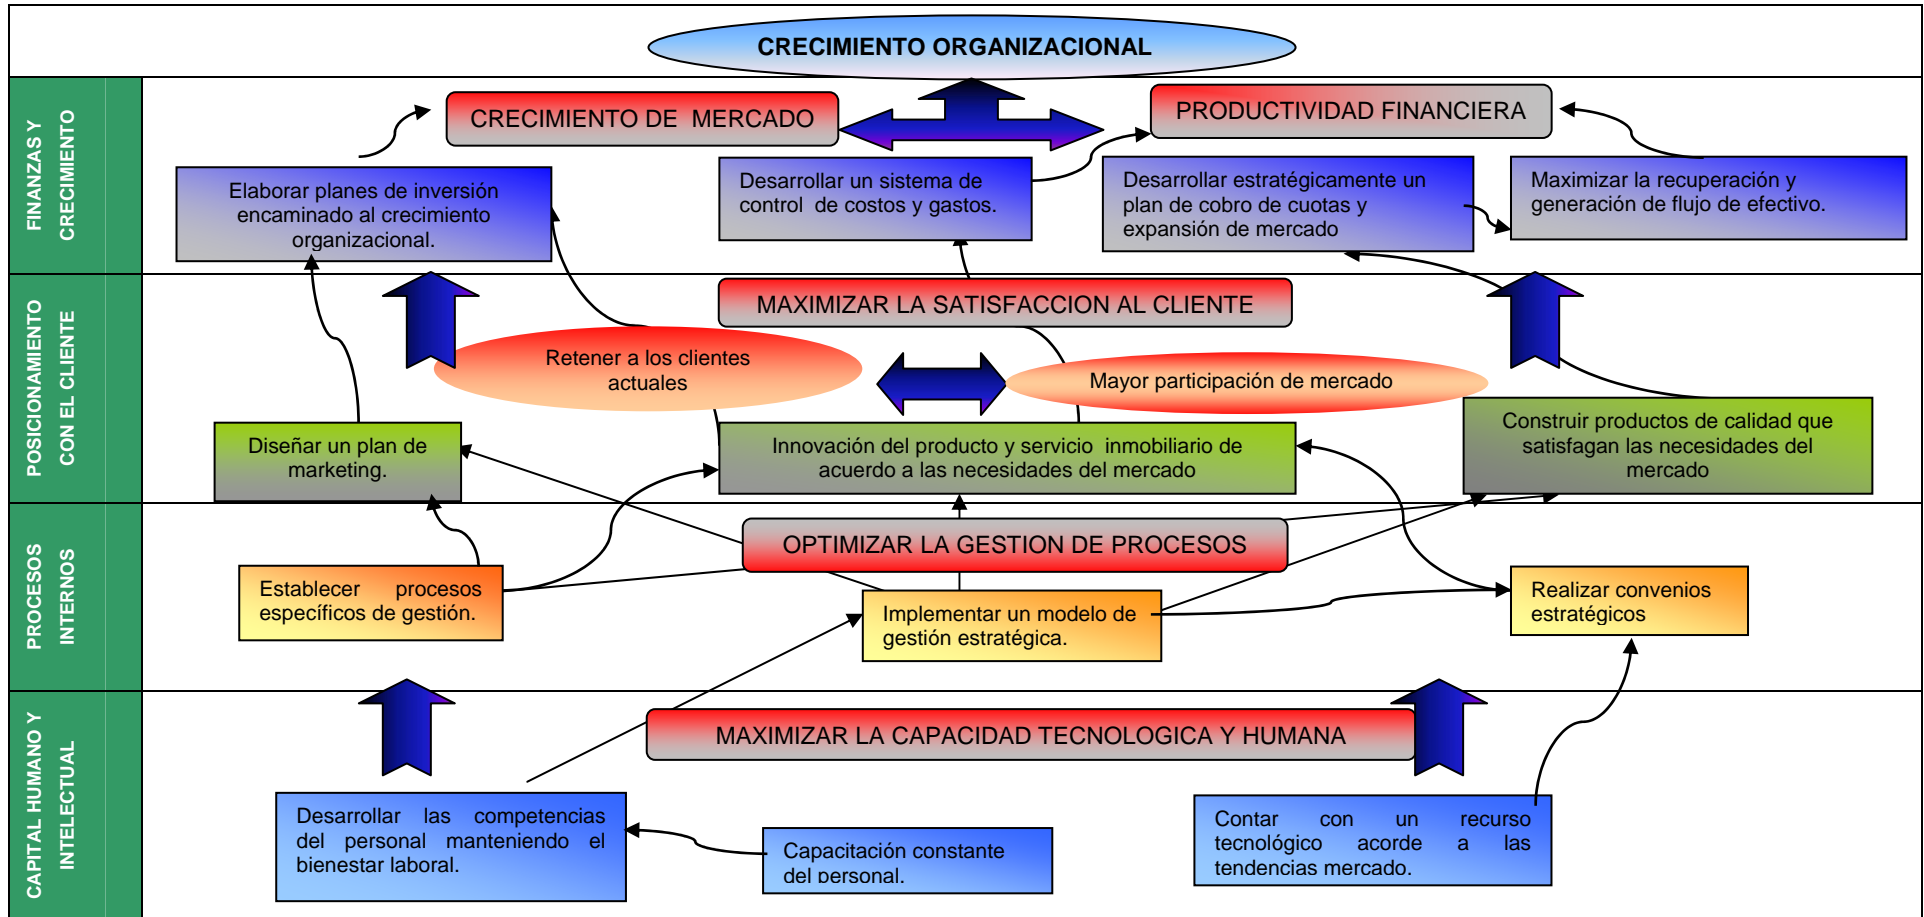 CRECIMIENTO ORGANIZACIONAL
FINANZAS Y
CRECIMIENTO
CRECIMIENTO DE MERCADO
PRODUCTIVIDAD FINANCIERA
Elaborar planes de inversión
encaminado al crecimiento
organizacional.
Desarrollar un sistema de
control de costos y gastos.
Desarrollar estratégicamente un
plan de cobro de cuotas y
expansión de mercado
Maximizar la recuperación y
generación de flujo de efectivo.
POSICIONAMIENTO
CON EL CLIENTE
MAXIMIZAR LA SATISFACCION AL CLIENTE
Retener a los clientes
actuales
Mayor participación de mercado
Diseñar un plan de
marketing.
Innovación del producto y servicio inmobiliario de
acuerdo a las necesidades del mercado
Construir productos de calidad que
satisfagan las necesidades del
mercado
PROCESOS
INTERNOS
OPTIMIZAR LA GESTION DE PROCESOS
Establecer procesos
específicos de gestión.
Implementar un modelo de
gestión estratégica.
Realizar convenios
estratégicos
CAPITAL HUMANO Y
INTELECTUAL
MAXIMIZAR LA CAPACIDAD TECNOLOGICA Y HUMANA
Desarrollar las competencias
del personal manteniendo el
bienestar laboral.
Capacitación constante
del personal.
Contar con un recurso
tecnológico acorde a las
tendencias mercado.